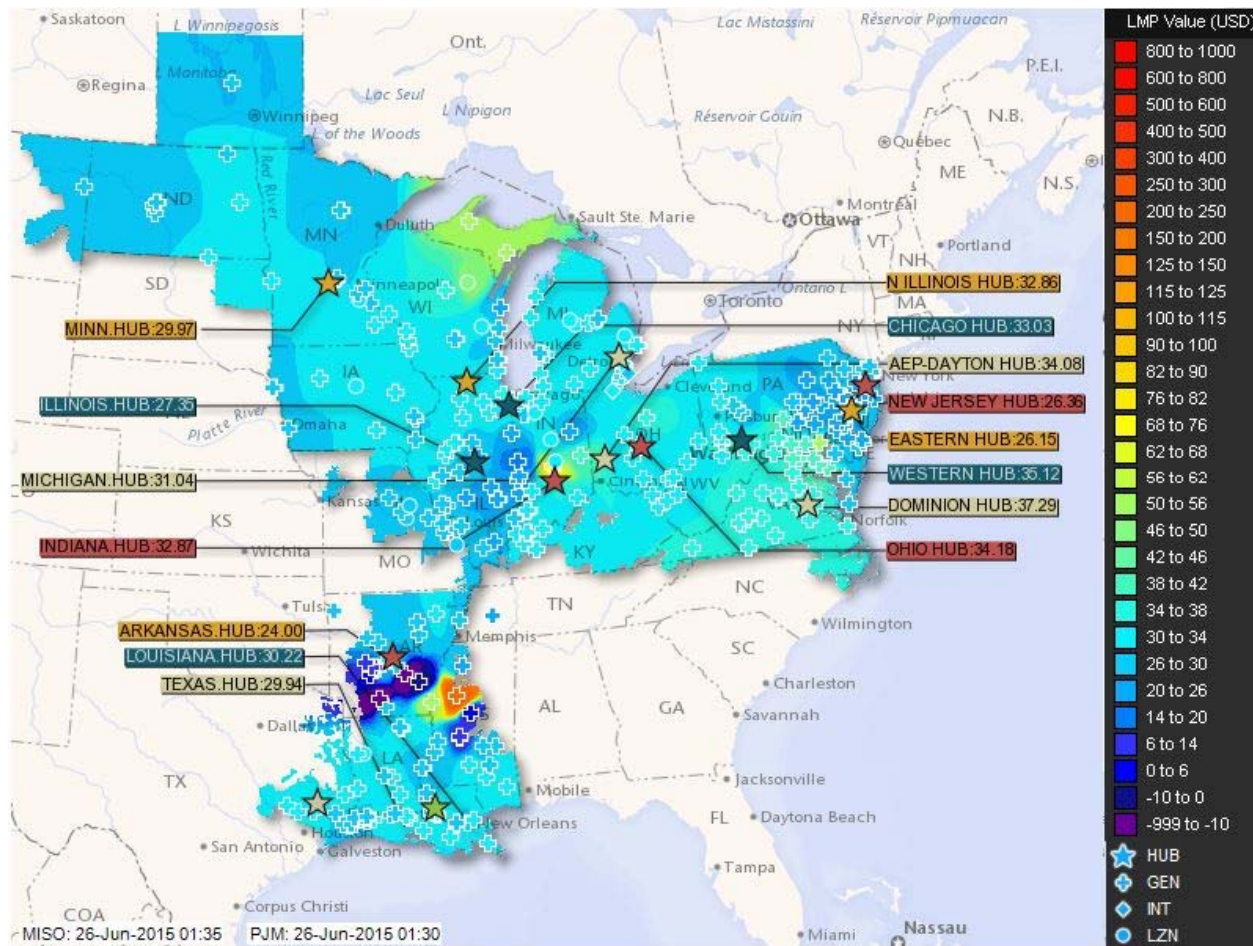 Saskatoon
L Winnipegosis
L Manitoba
Regina
Winnipeg
L of the Woods
Ont.
Lac Seul
L Nipigon
Lac Mistassini
Réservoir Pipmuacan
Réservoir Gouin
Québec
P.E.I.
N.B.
N.S.
ME
Montréal
Ottawa
VT
NH
Portland
MA
Sault Ste. Marie
Duluth
ND
Red River
MN
SD
WI
MI
Toronto
Ontario L
NY
MINN.HUB:29.97
N ILLINOIS HUB:32.86
CHICAGO HUB:33.03
AEP-DAYTON HUB:34.08
NEW JERSEY HUB:26.36
EASTERN HUB:26.15
WESTERN HUB:35.12
DOMINION HUB:37.29
OHIO HUB:34.18
ILLINOIS.HUB:27.35
MICHIGAN.HUB:31.04
INDIANA.HUB:32.87
ARKANSAS.HUB:24.00
LOUISIANA.HUB:30.22
TEXAS.HUB:29.94
Milwaukee
Cleveland
PA
New York
IA
Omaha
Platte River
IN
IL
WV
Norfolk
KS
Wichita
MO
KY
NC
TN
Memphis
Wilmington
SC
Charleston
Savannah
AL
GA
LA
TX
Mobile
New Orleans
Jacksonville
FL
Daytona Beach
Houston
San Antonio
Galveston
Tampa
Corpus Christi
COA
Miami
Nassau
MISO: 26-Jun-2015 01:35 PJM: 26-Jun-2015 01:30
LMP Value (USD)
800 to 1000
600 to 800
500 to 600
400 to 500
300 to 400
250 to 300
200 to 250
150 to 200
125 to 150
115 to 125
100 to 115
90 to 100
82 to 90
76 to 82
68 to 76
62 to 68
56 to 62
50 to 56
46 to 50
42 to 46
38 to 42
34 to 38
30 to 34
26 to 30
20 to 26
14 to 20
6 to 14
0 to 6
-10 to 0
-999 to -10
HUB
GEN
INT
LZN